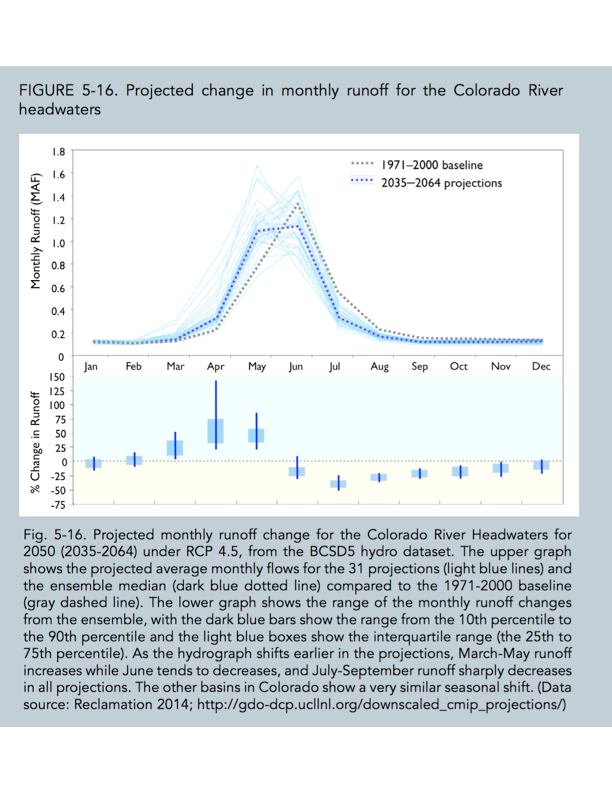 FIGURE 5-16. Projected change in monthly runoff for the Colorado River
headwaters
1.8
1.6
1.4
1.2
1.0
0.8
0.6
0.4
0.2
0
Monthly Runoff (MAF)
1971–2000 baseline
2035–2064 projections
Jan Feb Mar Apr May Jun Jul Aug Sep Oct Nov Dec
150
125
100
75
50
25
0
-25
-50
-75
% Change in Runoff
Fig. 5-16. Projected monthly runoff change for the Colorado River Headwaters for
2050 (2035-2064) under RCP 4.5, from the BCSD5 hydro dataset. The upper graph
shows the projected average monthly flows for the 31 projections (light blue lines) and
the ensemble median (dark blue dotted line) compared to the 1971-2000 baseline
(gray dashed line). The lower graph shows the range of the monthly runoff changes
from the ensemble, with the dark blue bars show the range from the 10th percentile to
the 90th percentile and the light blue boxes show the interquartile range (the 25th to
75th percentile). As the hydrograph shifts earlier in the projections, March-May runoff
increases while June tends to decreases, and July-September runoff sharply decreases
in all projections. The other basins in Colorado show a very similar seasonal shift. (Data
source: Reclamation 2014; http://gdo-dcp.ucllnl.org/downscaled_cmip_projections/)